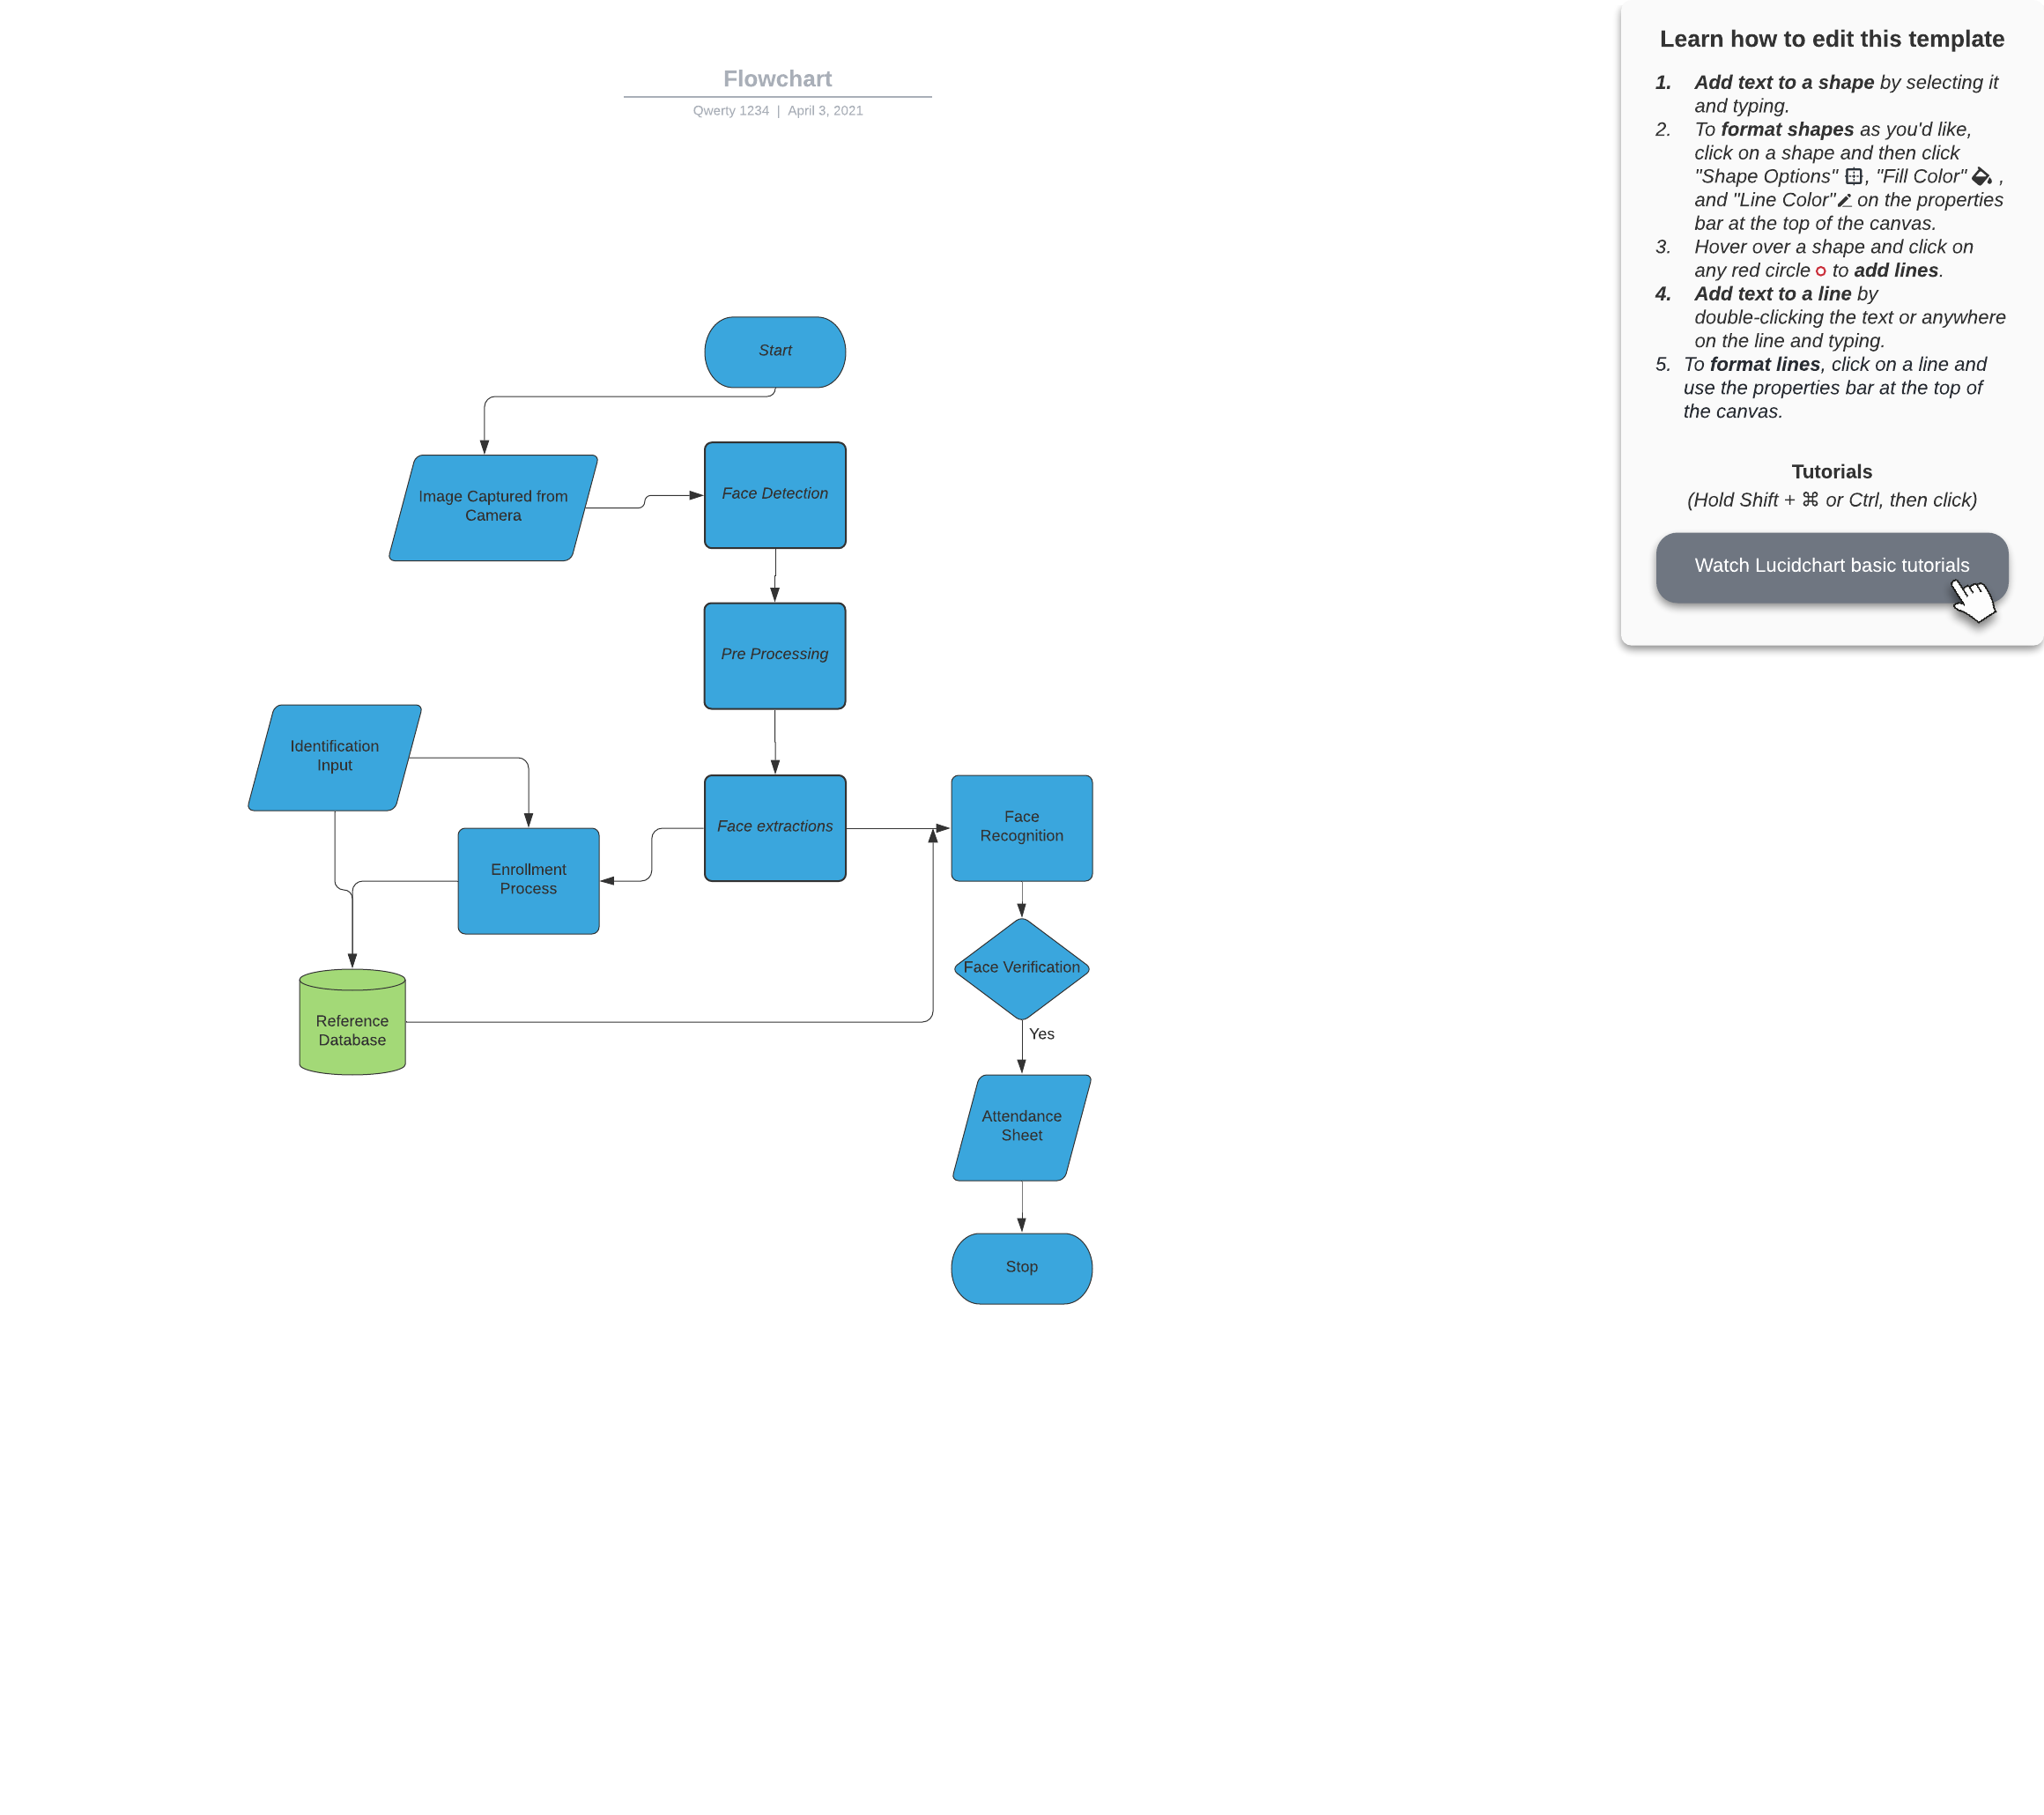 Flowchart
Qwerty 1234 | April 3, 2021
Start
Image Captured from
Camera
Face Detection
Pre Processing
Identification
Input
Enrollment
Process
Face extractions
Face
Recognition
Face Verification
Reference
Database
Yes
Attendance
Sheet
Stop
Learn how to edit this template
1. Add text to a shape by selecting it
and typing.
2. To format shapes as you'd like,
click on a shape and then click
"Shape Options" , "Fill Color" ,
and "Line Color" on the properties
bar at the top of the canvas.
3. Hover over a shape and click on
any red circle to add lines.
4. Add text to a line by
double-clicking the text or anywhere
on the line and typing.
5. To format lines, click on a line and
use the properties bar at the top of
the canvas.
Tutorials
(Hold Shift + ⌘ or Ctrl, then click)
Watch Lucidchart basic tutorials